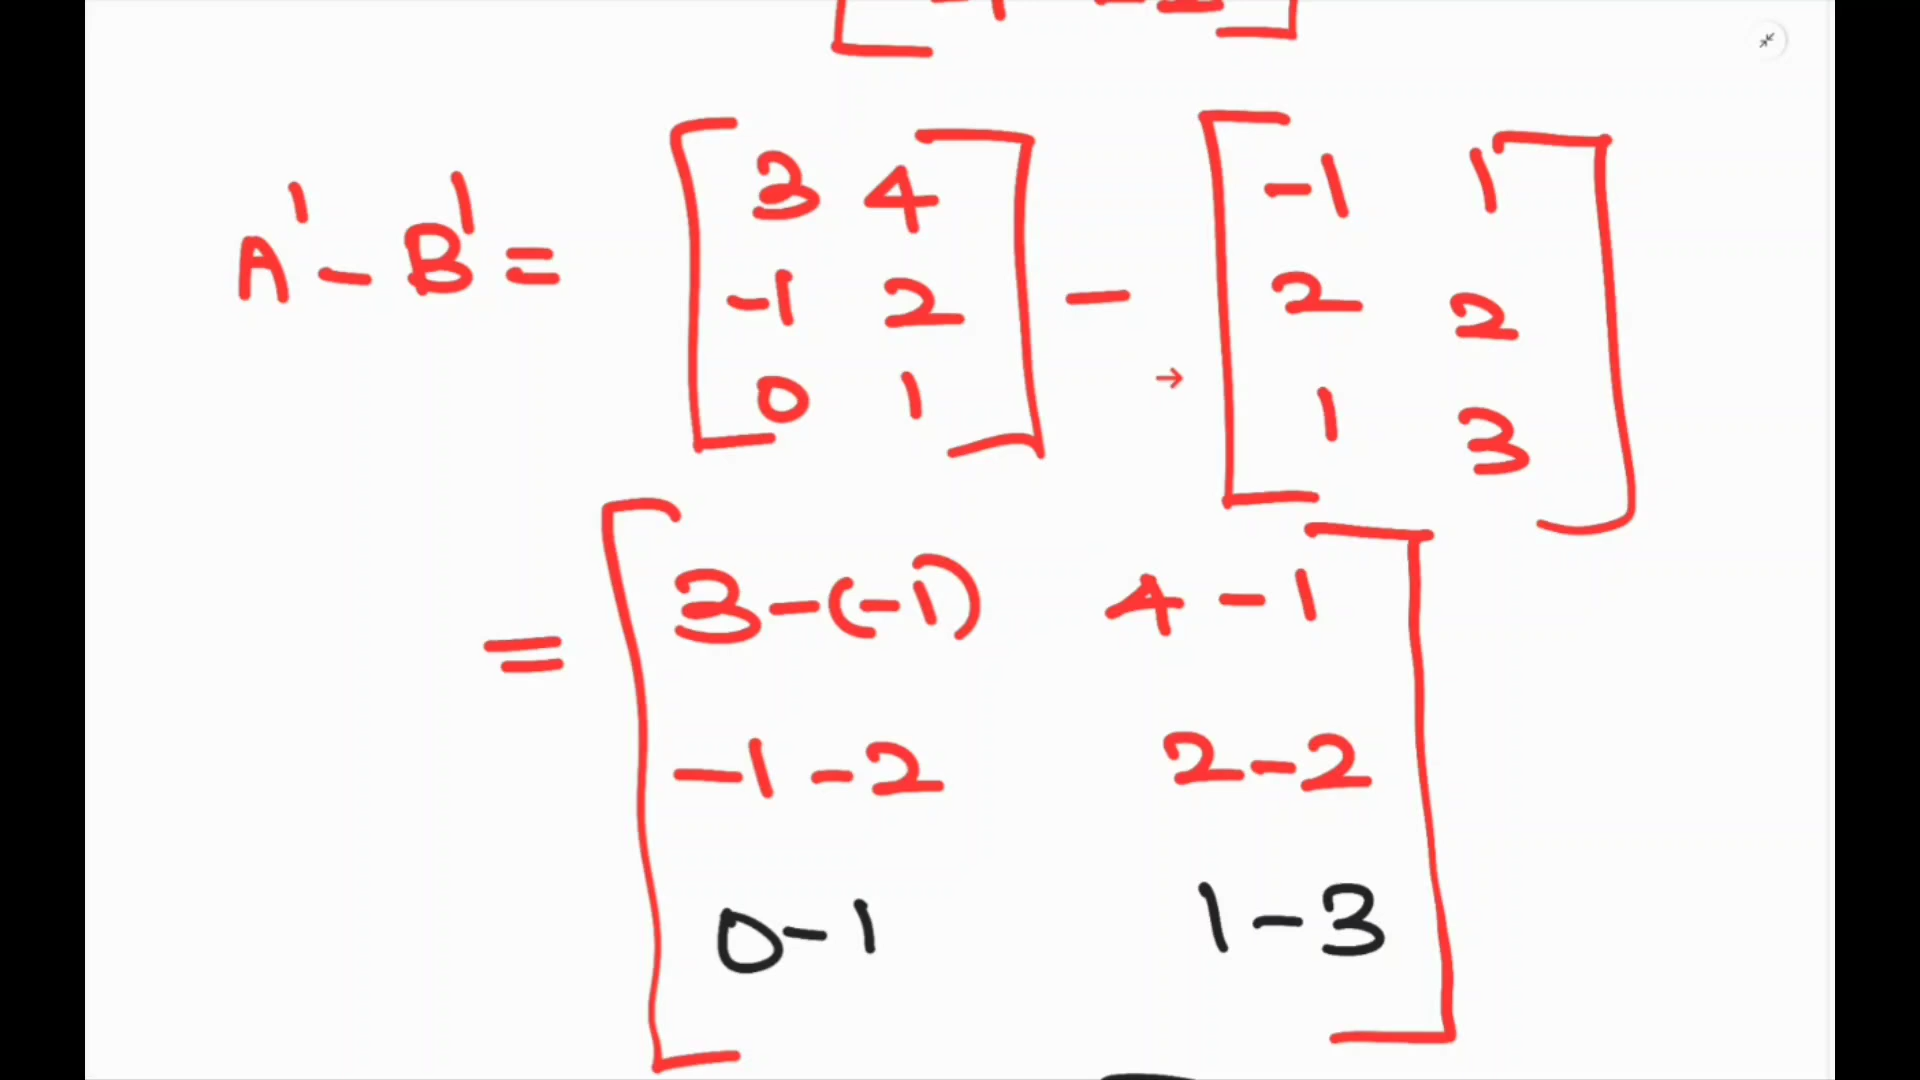 A' - B' = [3 4 -1 2 0 1] - [-1 1 2 2 1 3]
= [3-(-1) 4-1
-1-2 2-2
0-1 1-3]